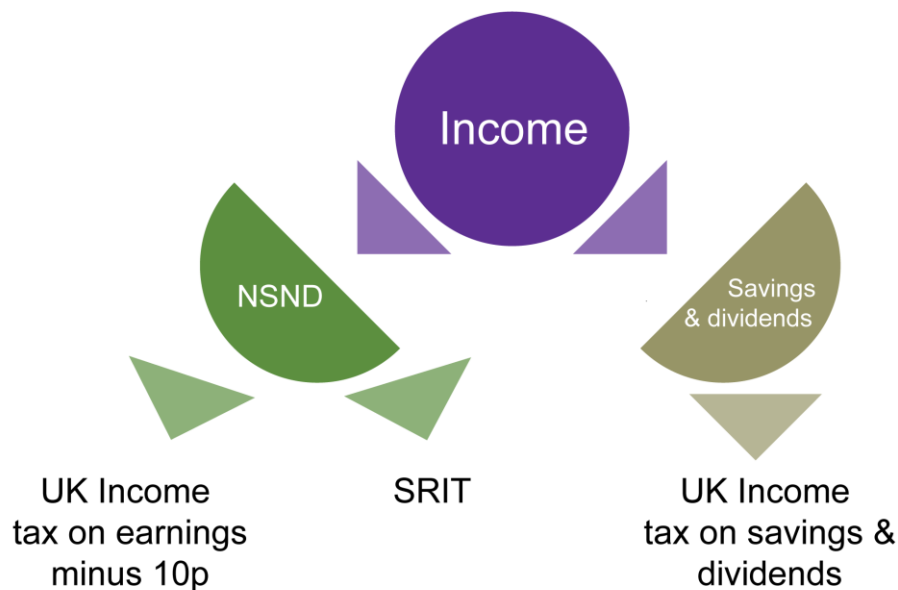 Income
NSND
Savings
& dividends
UK Income
tax on earnings
minus 10p
SRIT
UK Income
tax on savings &
dividends